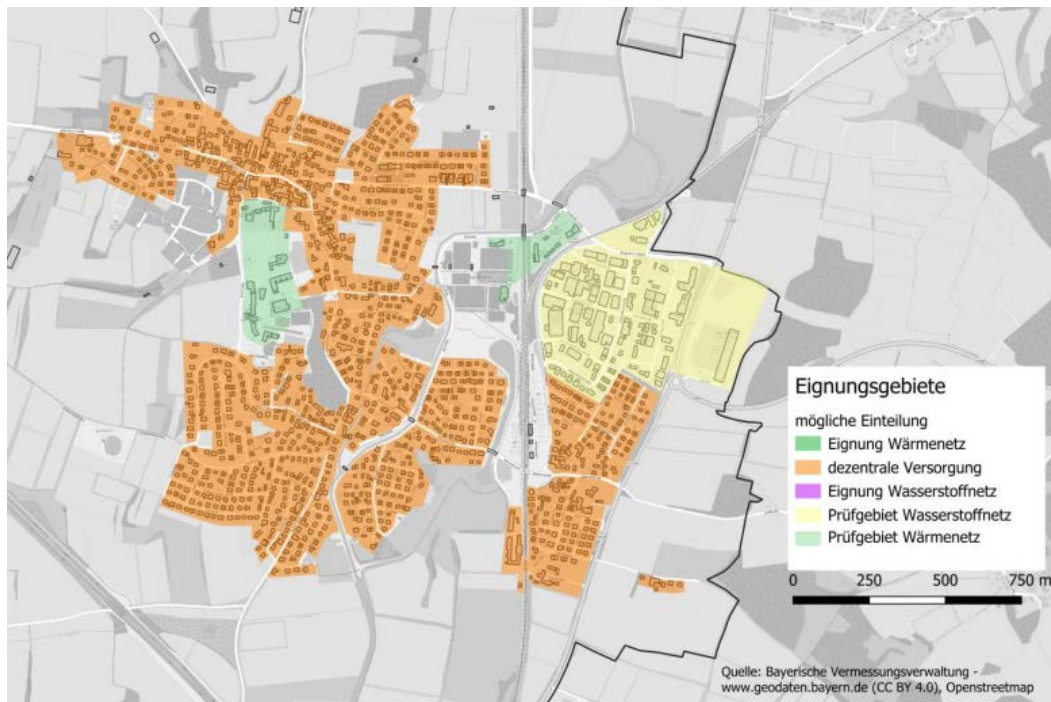 Eignungsgebiete
mögliche Einteilung
Eignung Wärmenetz
dezentrale Versorgung
Eignung Wasserstoffnetz
Prüfgebiet Wasserstoffnetz
Prüfgebiet Wärmenetz
0 250 500 750 m
Quelle: Bayerische Vermessungsverwaltung -
www.geodaten.bayern.de (CC BY 4.0), Openstreetmap